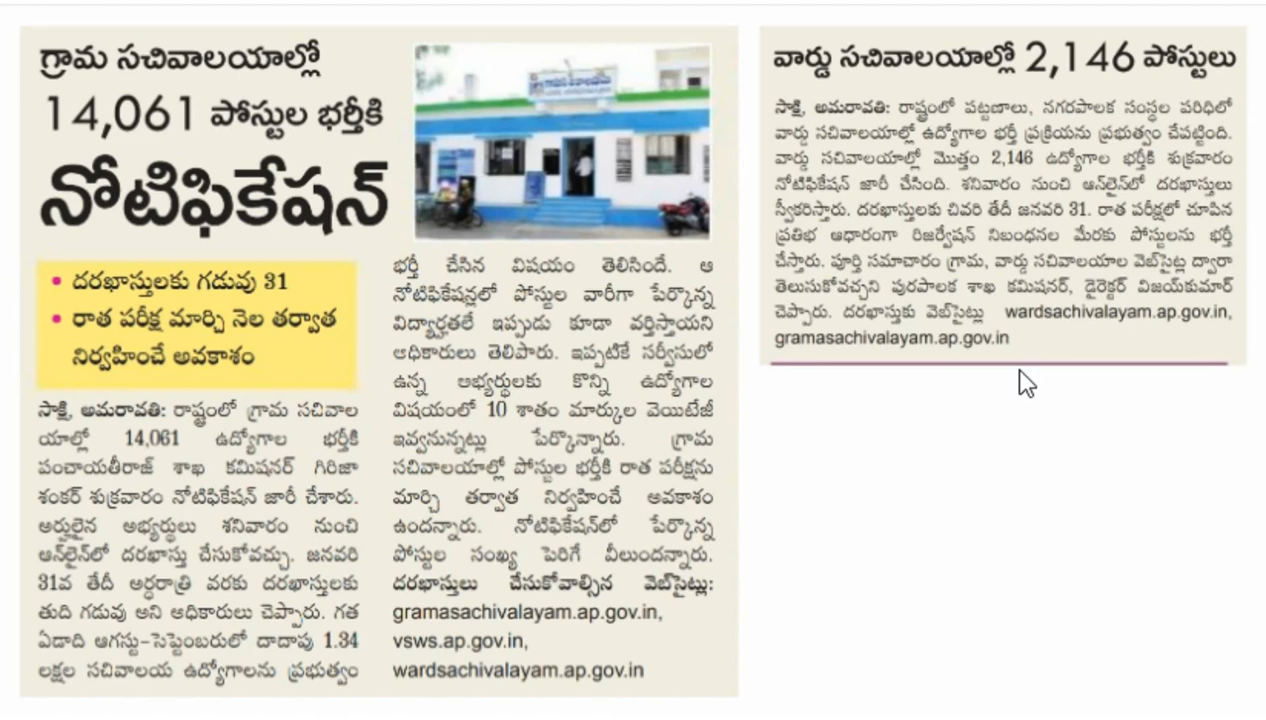 గ్రామ సచివాలయాల్లో
14,061 పోస్టుల భర్తీకి
నోటిఫికేషన్
• దరఖాస్తులకు గడువు 31
• రాత పరీక్ష మార్చి నెల తర్వాత
నిర్వహించే అవకాశం
సాక్షి, అమరావతి: రాష్ట్రంలో గ్రామ సచివాల
యాల్లో 14,061 ఉద్యోగాల భర్తీకి
పంచాయతీరాజ్ శాఖ కమిషనర్ గిరిజా
శంకర్ శుక్రవారం నోటిఫికేషన్ జారీ చేశారు.
అర్హులైన అభ్యర్థులు శనివారం నుంచి
ఆన్‌లైన్‌లో దరఖాస్తు చేసుకోవచ్చు. జనవరి
31వ తేదీ అర్ధరాత్రి వరకు దరఖాస్తులకు
తుది గడువు అని అధికారులు చెప్పారు. గత
ఏడాది ఆగస్టు–సెప్టెంబరులో దాదాపు 1.34
లక్షల సచివాలయ ఉద్యోగాలను ప్రభుత్వం
భర్తీ చేసిన విషయం తెలిసిందే. ఆ
నోటిఫికేషన్లలో పోస్టుల వారీగా పేర్కొన్న
విద్యార్హతలే ఇప్పుడు కూడా వర్తిస్తాయని
అధికారులు తెలిపారు. ఇప్పటికే సర్వీసులో
ఉన్న అభ్యర్థులకు కొన్ని ఉద్యోగాల
విషయంలో 10 శాతం మార్కుల వెయిటేజీ
ఇవ్వనున్నట్లు పేర్కొన్నారు. గ్రామ
సచివాలయాల్లో పోస్టుల భర్తీకి రాత పరీక్షను
మార్చి తర్వాత నిర్వహించే అవకాశం
ఉందన్నారు. నోటిఫికేషన్‌లో పేర్కొన్న
పోస్టుల సంఖ్య పెరిగే వీలుందన్నారు.
దరఖాస్తులు చేసుకోవాల్సిన వెబ్‌సైట్లు:
gramasachivalayam.ap.gov.in,
vsws.ap.gov.in,
wardsachivalayam.ap.gov.in
వార్డు సచివాలయాల్లో 2,146 పోస్టులు
సాక్షి, అమరావతి: రాష్ట్రంలో పట్టణాలు, నగరపాలక సంస్థల పరిధిలో
వార్డు సచివాలయాల్లో ఉద్యోగాల భర్తీ ప్రక్రియను ప్రభుత్వం చేపట్టింది.
వార్డు సచివాలయాల్లో మొత్తం 2,146 ఉద్యోగాల భర్తీకి శుక్రవారం
నోటిఫికేషన్ జారీ చేసింది. శనివారం నుంచి ఆన్‌లైన్‌లో దరఖాస్తులు
స్వీకరిస్తారు. దరఖాస్తులకు చివరి తేదీ జనవరి 31. రాత పరీక్షలో చూపిన
ప్రతిభ ఆధారంగా రిజర్వేషన్ నిబంధనల మేరకు పోస్టులను భర్తీ
చేస్తారు. పూర్తి సమాచారం గ్రామ, వార్డు సచివాలయాల వెబ్‌సైట్ల ద్వారా
తెలుసుకోవచ్చని పురపాలక శాఖ కమిషనర్, డైరెక్టర్ విజయ్‌కుమార్
చెప్పారు. దరఖాస్తుకు వెబ్‌సైట్లు wardsachivalayam.ap.gov.in,
gramasachivalayam.ap.gov.in